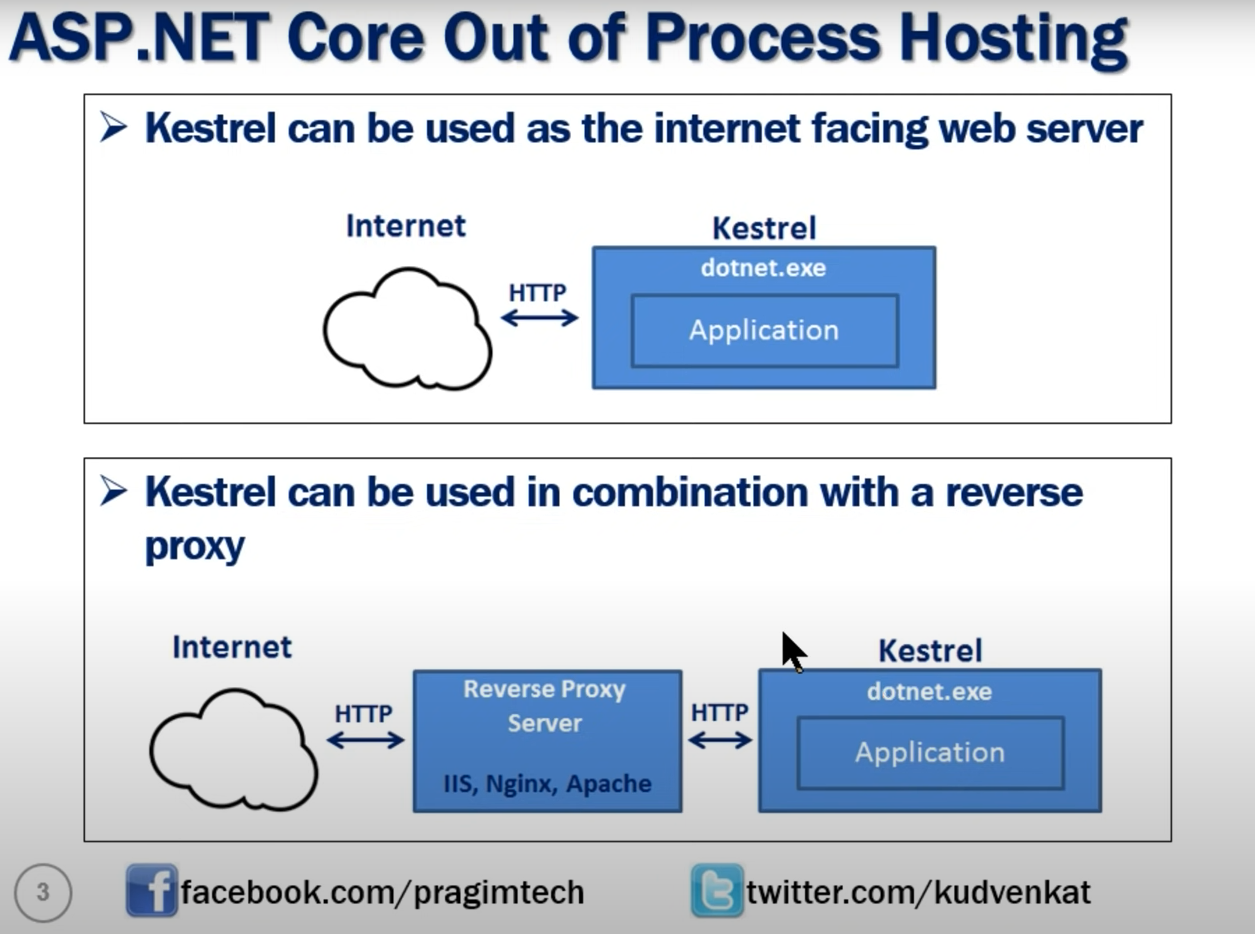 ASP.NET Core Out of Process Hosting
➢ Kestrel can be used as the internet facing web server
Internet
Kestrel
dotnet.exe
HTTP
Application
➢ Kestrel can be used in combination with a reverse
proxy
Internet
Kestrel
HTTP
Reverse Proxy
Server
IIS, Nginx, Apache
HTTP
dotnet.exe
Application
3
facebook.com/pragimtech
twitter.com/kudvenkat